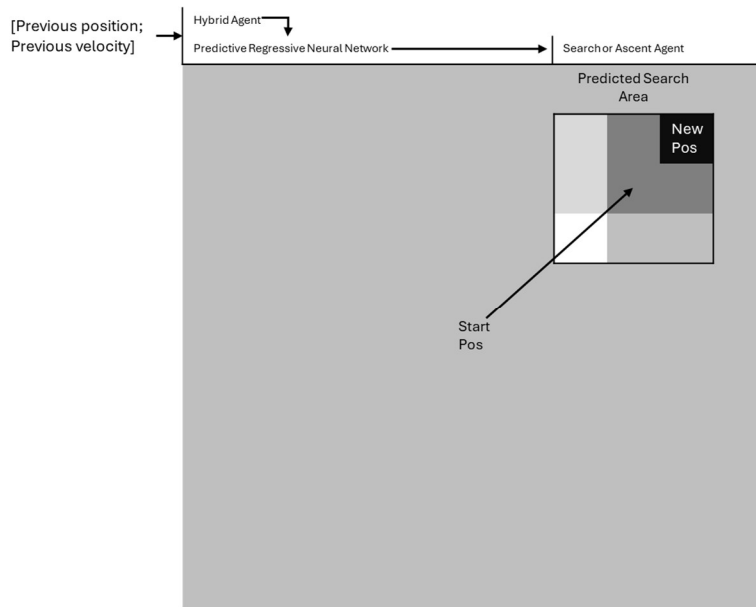 [Previous position;
Previous velocity]
Hybrid Agent
Predictive Regressive Neural Network
Search or Ascent Agent
Predicted Search
Area
New
Pos
Start
Pos